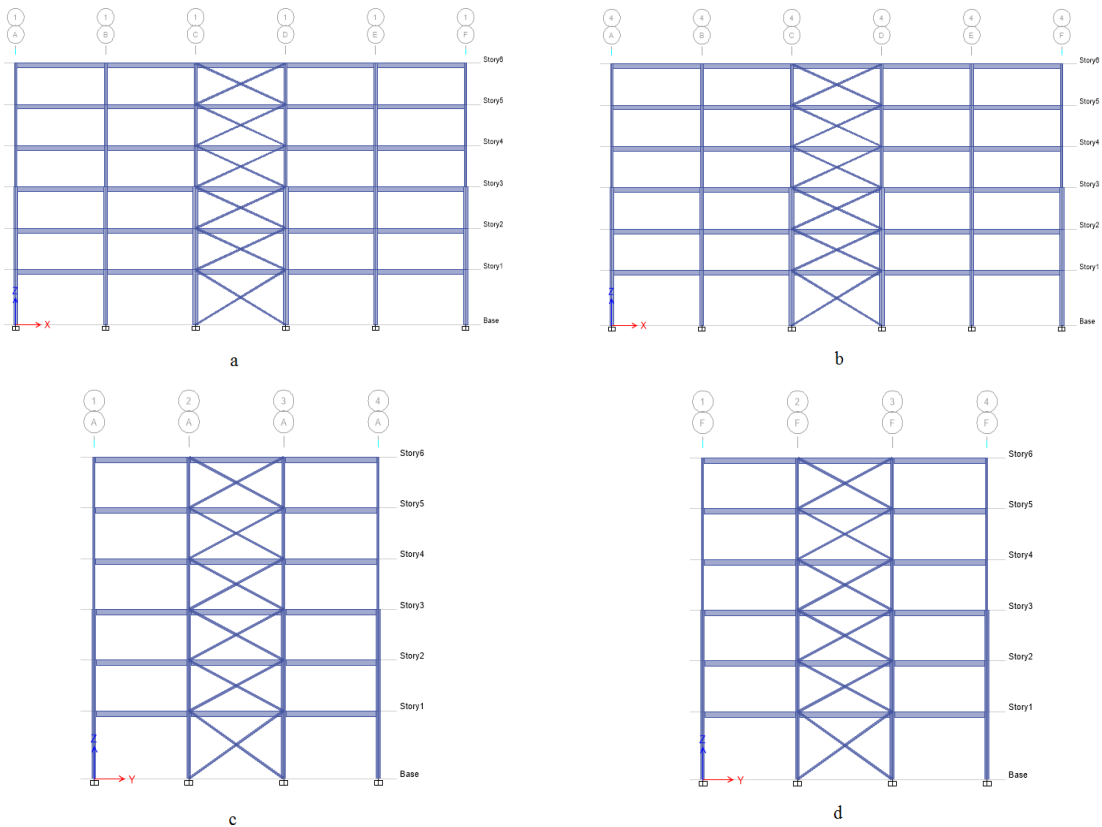 1 1 1 1 1 1
A B C D E F
Story6
Story5
Story4
Story3
Story2
Story1
Z
X
Base
a
4 4 4 4 4 4
A B C D E F
Story6
Story5
Story4
Story3
Story2
Story1
Z
X
Base
b
1 2 3 4
A A A A
Story6
Story5
Story4
Story3
Story2
Story1
Z
Y
Base
c
1 2 3 4
F F F F
Story6
Story5
Story4
Story3
Story2
Story1
Z
Y
Base
d